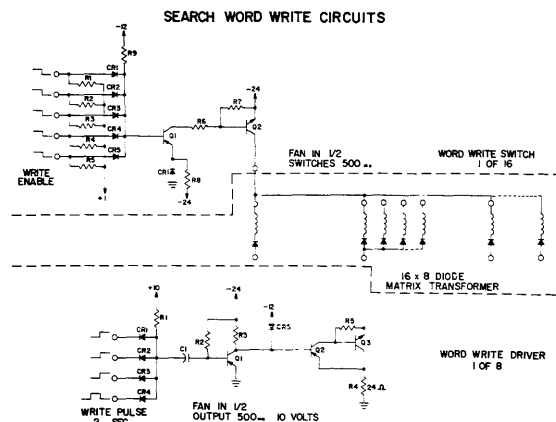 SEARCH WORD WRITE CIRCUITS
-12
R9
CR1
R1
CR2
R2
CR3
R3
CR4
R4
CR5
R5
WRITE
ENABLE
+1
Q1
R6
R7
-24
Q2
CR1
R8
-24
FAN IN 1/2
SWITCHES 500
WORD WRITE SWITCH
1 OF 16
16 x 8 DIODE
MATRIX TRANSFORMER
+10
R1
CR1
CR2
CR3
CR4
C1
WRITE PULSE
SEC
-24
R2
R3
Q1
-12
CR5
Q2
R5
Q3
R4
24 Ω
FAN IN 1/2
OUTPUT 500 10 VOLTS
WORD WRITE DRIVER
1 OF 8